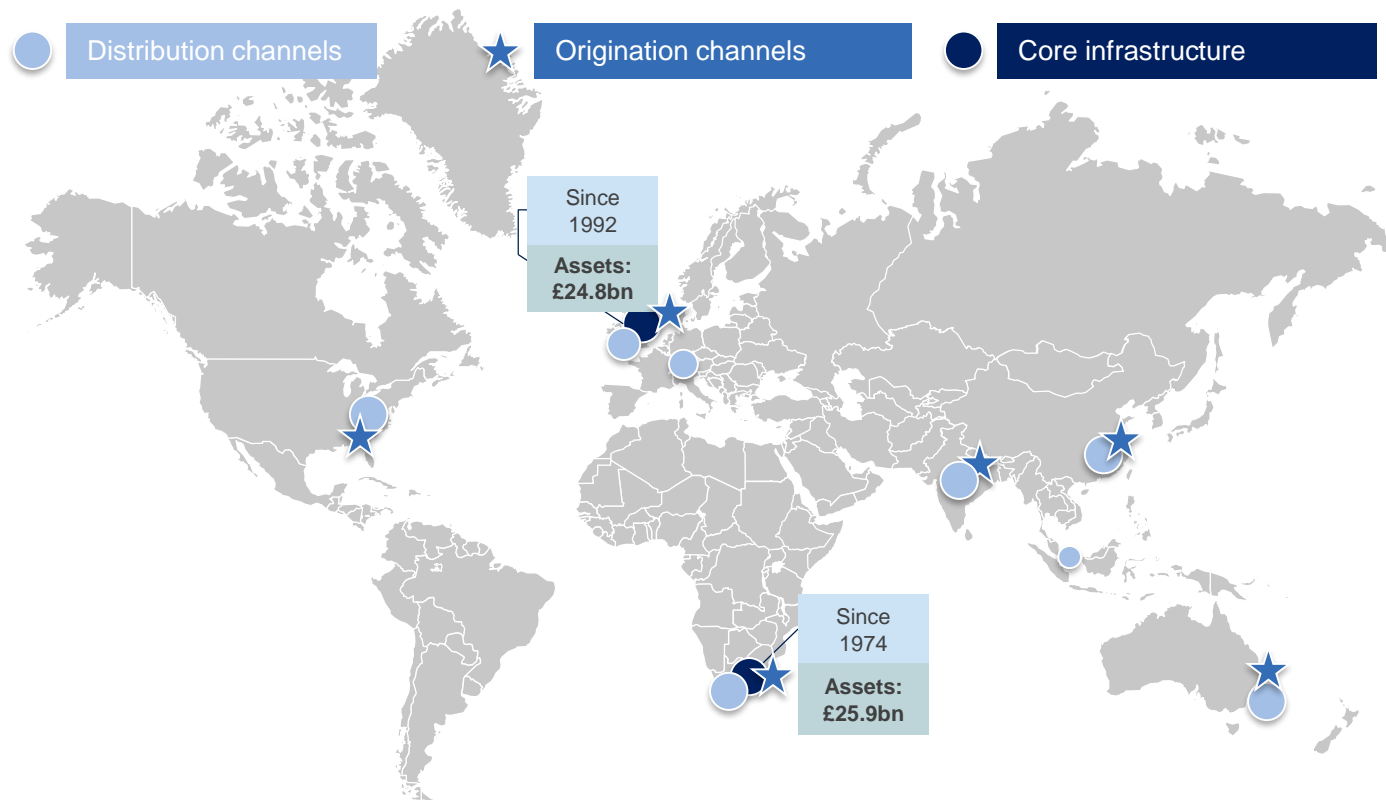 Distribution channels
Origination channels
Core infrastructure
Since
1992
Assets:
£24.8bn
Since
1974
Assets:
£25.9bn